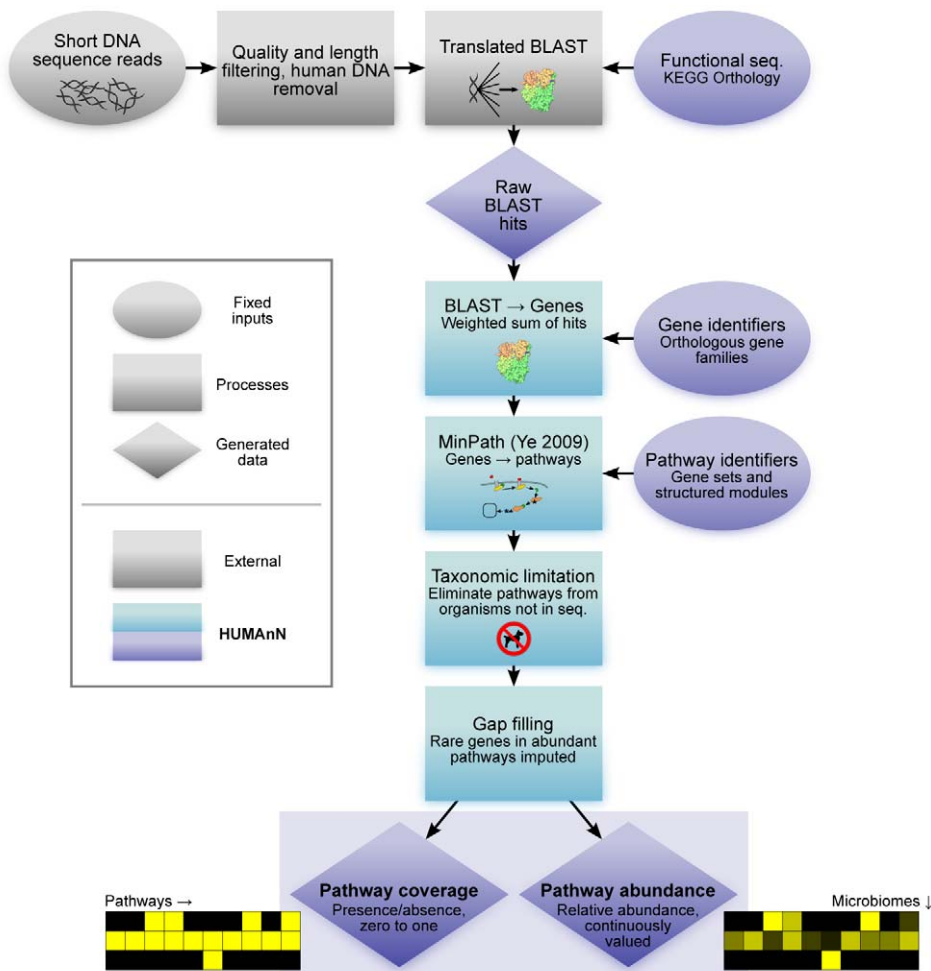 Short DNA
sequence reads
Quality and length
filtering, human DNA
removal
Translated BLAST
Functional seq.
KEGG Orthology
Raw
BLAST
hits
Fixed
inputs
Processes
Generated
data
External
HUMAnN
BLAST → Genes
Weighted sum of hits
Gene identifiers
Orthologous gene
families
MinPath (Ye 2009)
Genes → pathways
Pathway identifiers
Gene sets and
structured modules
Taxonomic limitation
Eliminate pathways from
organisms not in seq.
Gap filling
Rare genes in abundant
pathways imputed
Pathway coverage
Presence/absence,
zero to one
Pathway abundance
Relative abundance,
continuously
valued
Pathways →
Microbiomes ↓